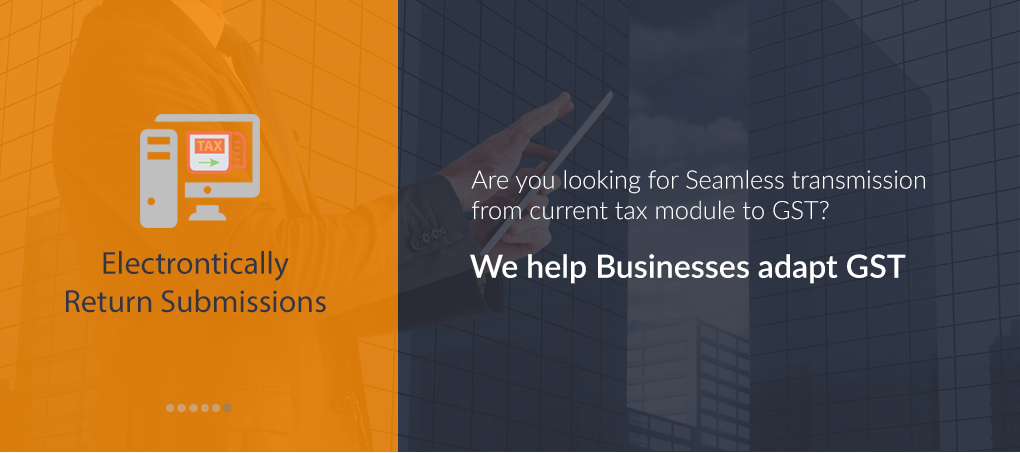 TAX
Electrontically
Return Submissions
Are you looking for Seamless transmission
from current tax module to GST?
We help Businesses adapt GST